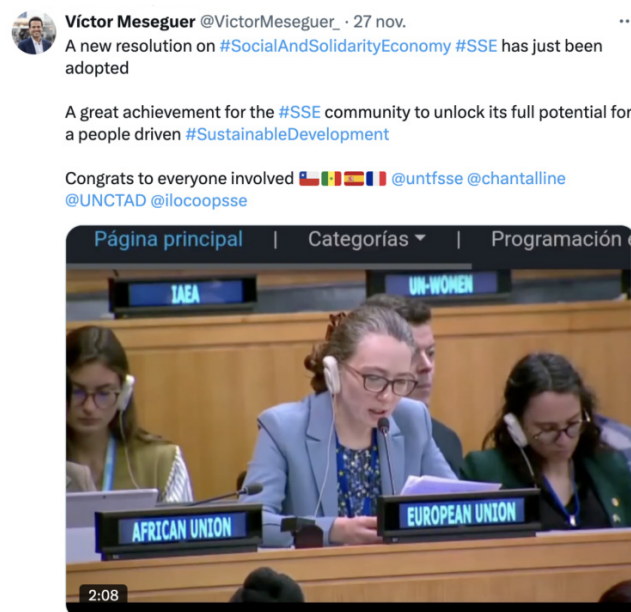 Víctor Meseguer @VictorMeseguer_ · 27 nov.
A new resolution on #SocialAndSolidarityEconomy #SSE has just been
adopted
A great achievement for the #SSE community to unlock its full potential for
a people driven #SustainableDevelopment
Congrats to everyone involved 🇨🇱🇸🇳🇪🇸🇫🇷 @untfsse @chantalline
@UNCTAD @ilocoopsse
Página principal | Categorías | Programación
IAEA
UN-WOMEN
AFRICAN UNION
EUROPEAN UNION
2:08